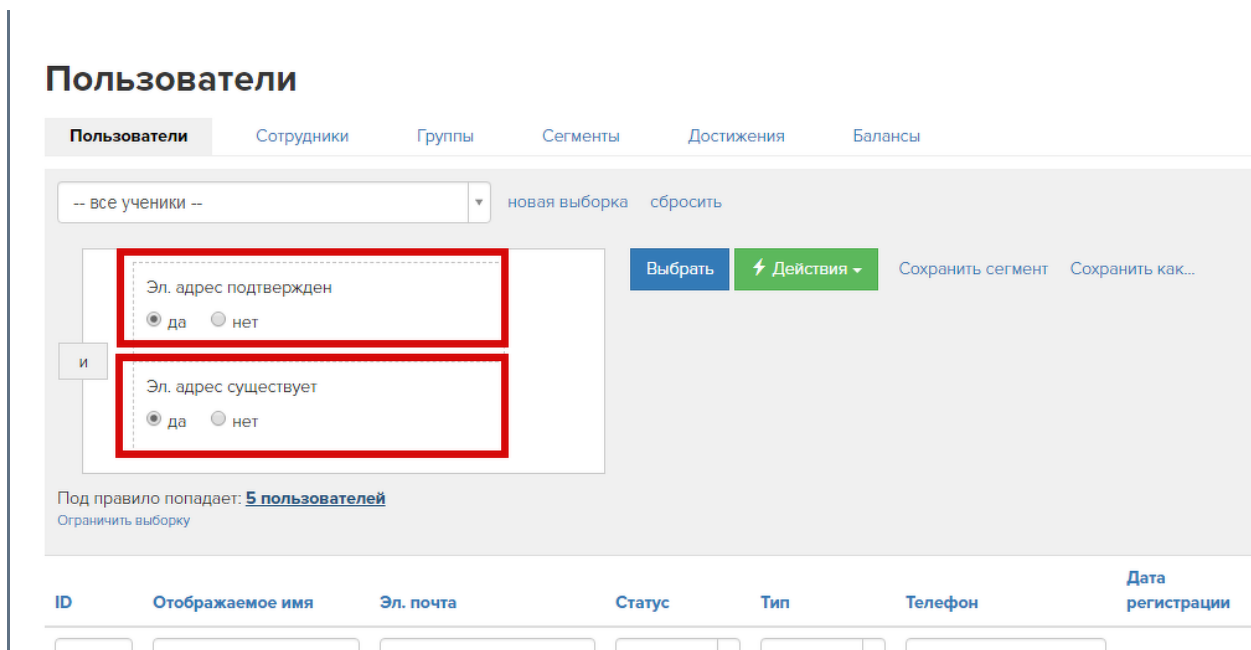 Пользователи
Пользователи Сотрудники Группы Сегменты Достижения Балансы
-- все ученики -- новая выборка сбросить
Выбрать Действия Сохранить сегмент Сохранить как...
Эл. адрес подтвержден
да нет
и
Эл. адрес существует
да нет
Под правило попадает: 5 пользователей
Ограничить выборку
ID Отображаемое имя Эл. почта Статус Тип Телефон Дата
регистрации